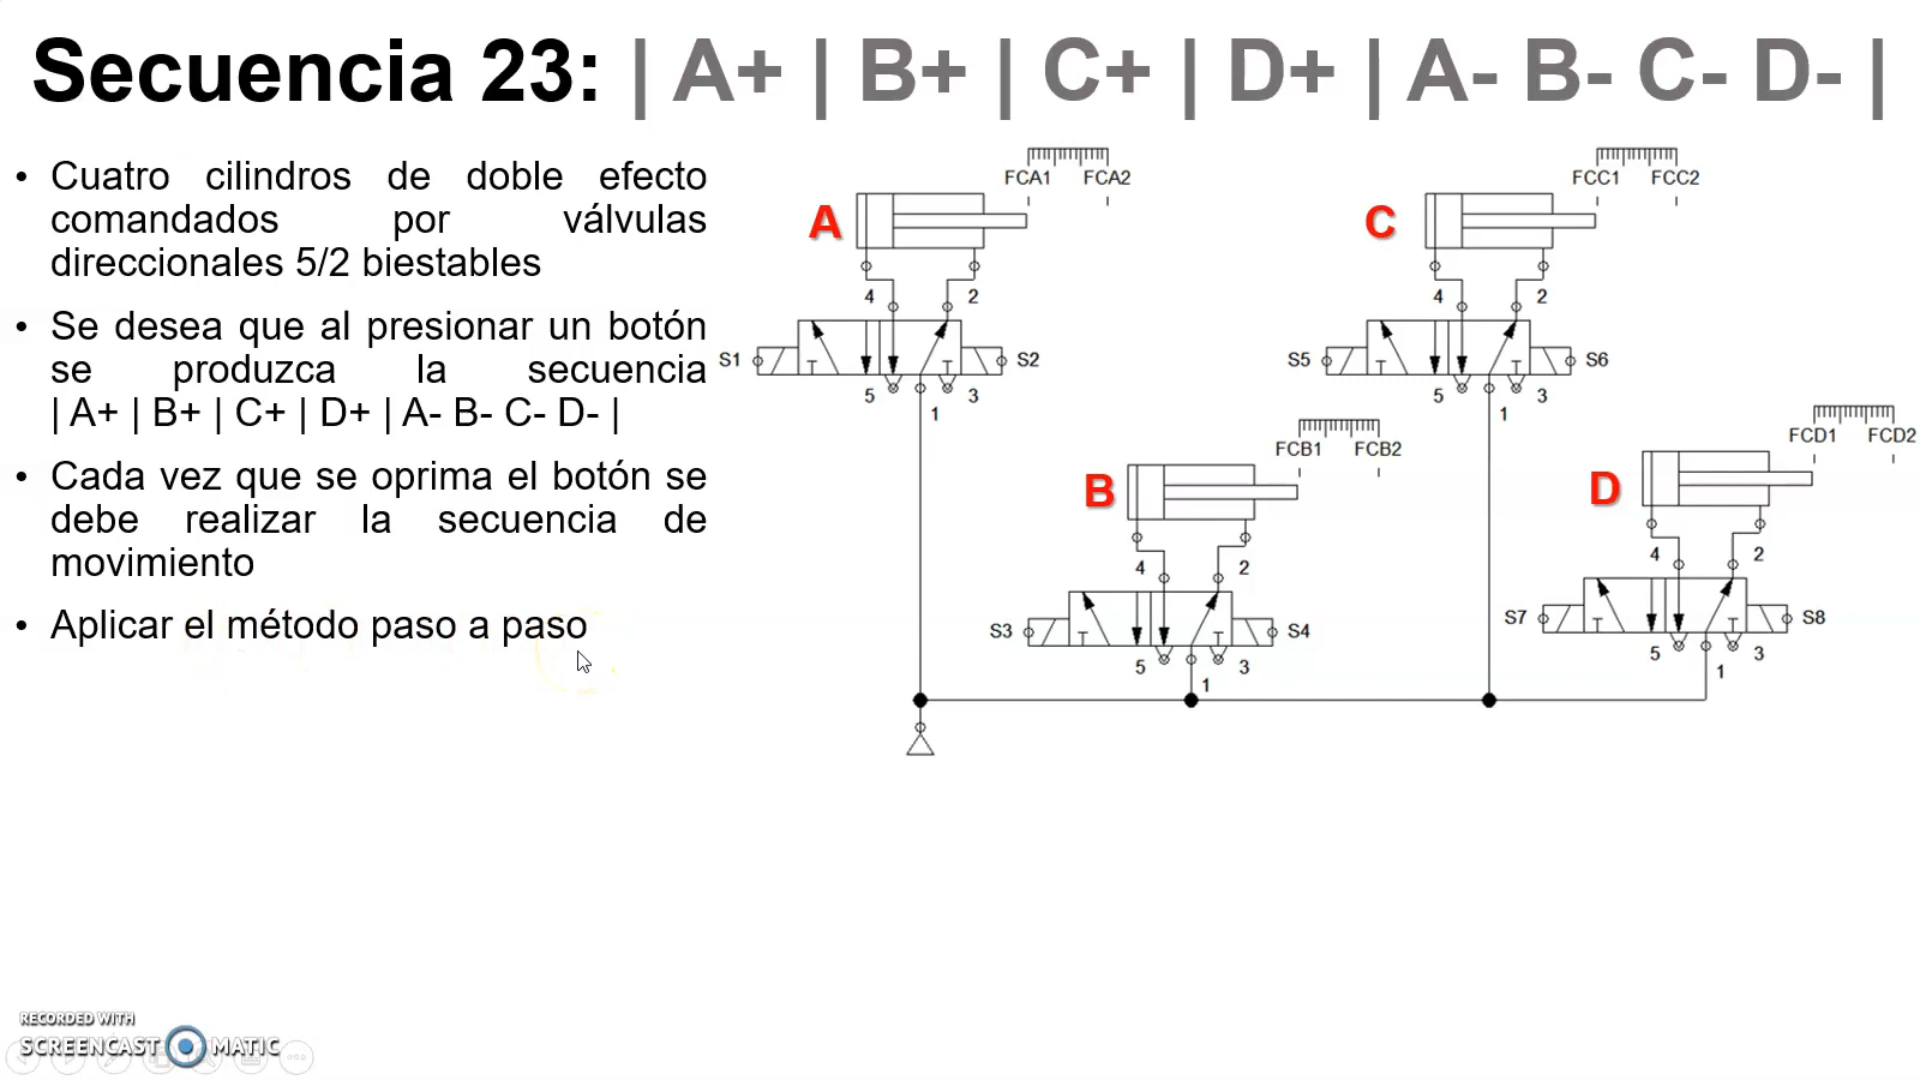 Secuencia 23: | A+ | B+ | C+ | D+ | A- B- C- D- |
• Cuatro cilindros de doble efecto
comandados por válvulas
direccionales 5/2 biestables
• Se desea que al presionar un botón
se produzca la secuencia
| A+ | B+ | C+ | D+ | A- B- C- D- |
• Cada vez que se oprima el botón se
debe realizar la secuencia de
movimiento
• Aplicar el método paso a paso
FCA1 FCA2
A
4 2
S1 S2
5 3
1
FCC1 FCC2
C
4 2
S5 S6
5 3
1
FCB1 FCB2
B
4 2
S3 S4
5 3
1
FCD1 FCD2
D
4 2
S7 S8
5 3
1
RECORDED WITH
SCREENCAST MATIC